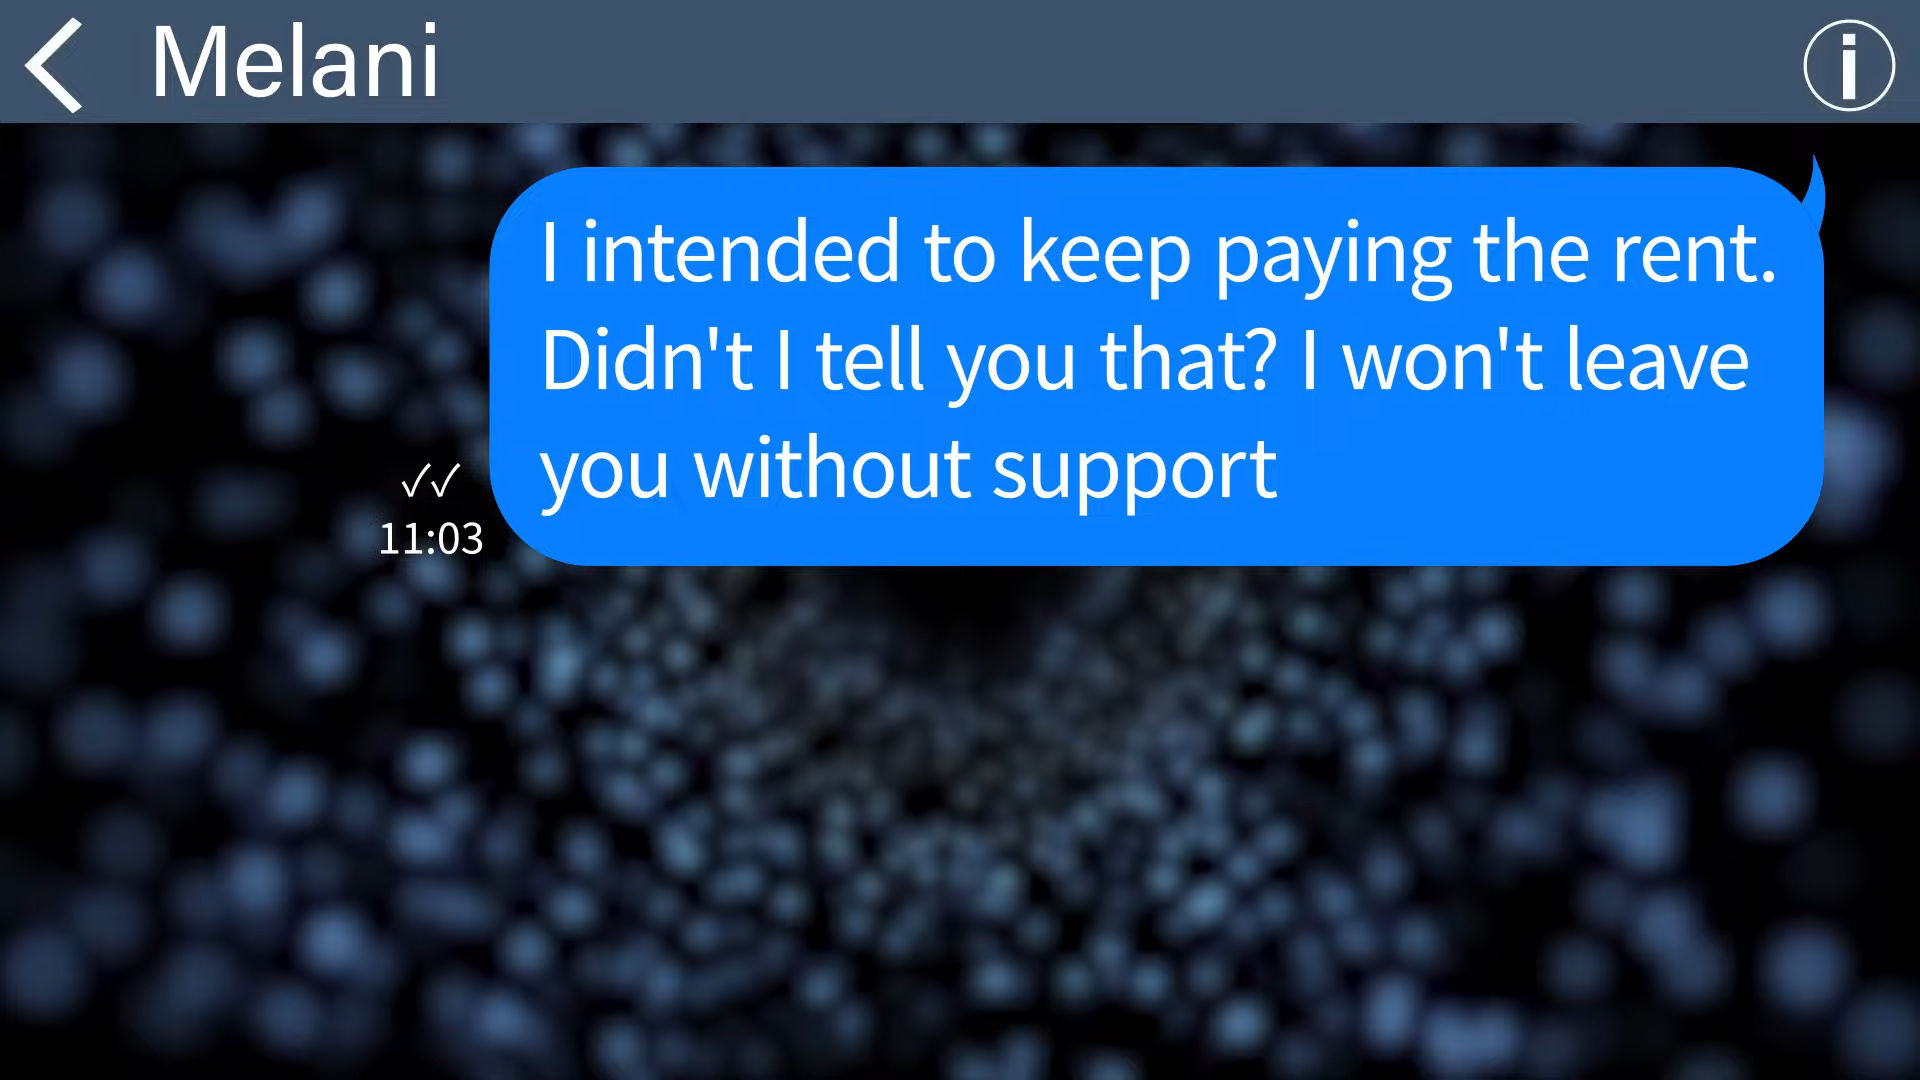 Melani
I intended to keep paying the rent.
Didn't I tell you that? I won't leave
you without support
✓✓
11:03